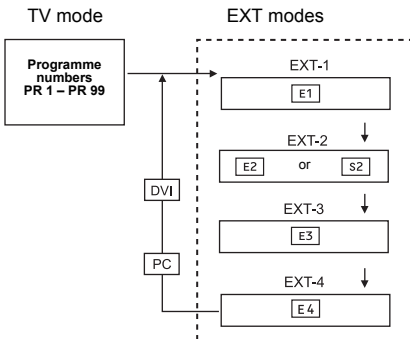 TV mode
EXT modes
Programme
numbers
PR 1 – PR 99
EXT-1
E1
EXT-2
E2 or S2
DVI
EXT-3
E3
PC
EXT-4
E4